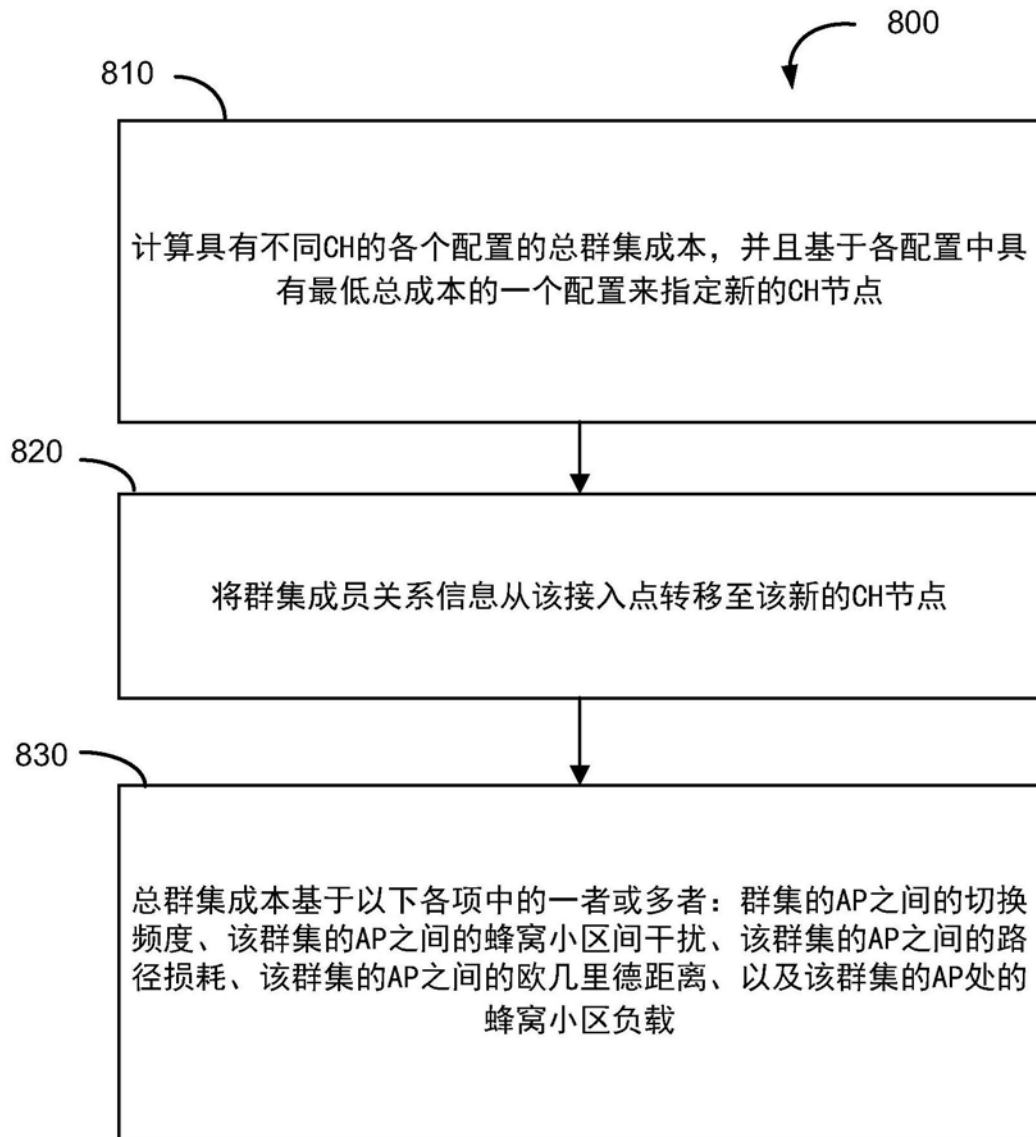 800
810
计算具有不同CH的各个配置的总群集成本，并且基于各配置中具
有最低总成本的一个配置来指定新的CH节点
820
将群集成员关系信息从该接入点转移至该新的CH节点
830
总群集成本基于以下各项中的一者或多者：群集的AP之间的切换
频度、该群集的AP之间的蜂窝小区间干扰、该群集的AP之间的路
径损耗、该群集的AP之间的欧几里德距离、以及该群集的AP处的
蜂窝小区负载